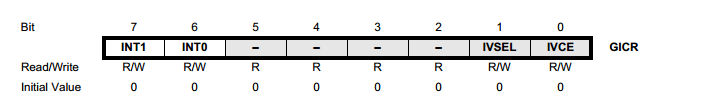 Bit 7 6 5 4 3 2 1 0
INT1 INT0 – – – – IVSEL IVCE GICR
Read/Write R/W R/W R R R R R/W R/W
Initial Value 0 0 0 0 0 0 0 0